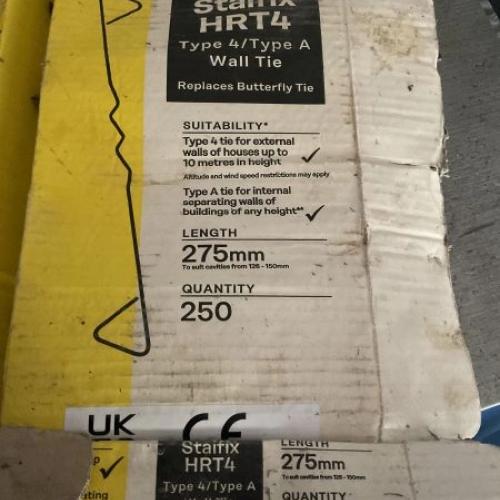 Staifix
HRT4
Type 4/Type A
Wall Tie
Replaces Butterfly Tie
SUITABILITY*
Type 4 tie for external
walls of houses up to
10 metres in height
Altitude and wind speed restrictions may apply
Type A tie for internal
separating walls of
buildings of any height**
LENGTH
275mm
To suit cavities from 126 - 150mm
QUANTITY
250
UK CE
Staifix
HRT4
Type 4/Type A
LENGTH
275mm
To suit cavities from 126 - 150mm
QUANTITY